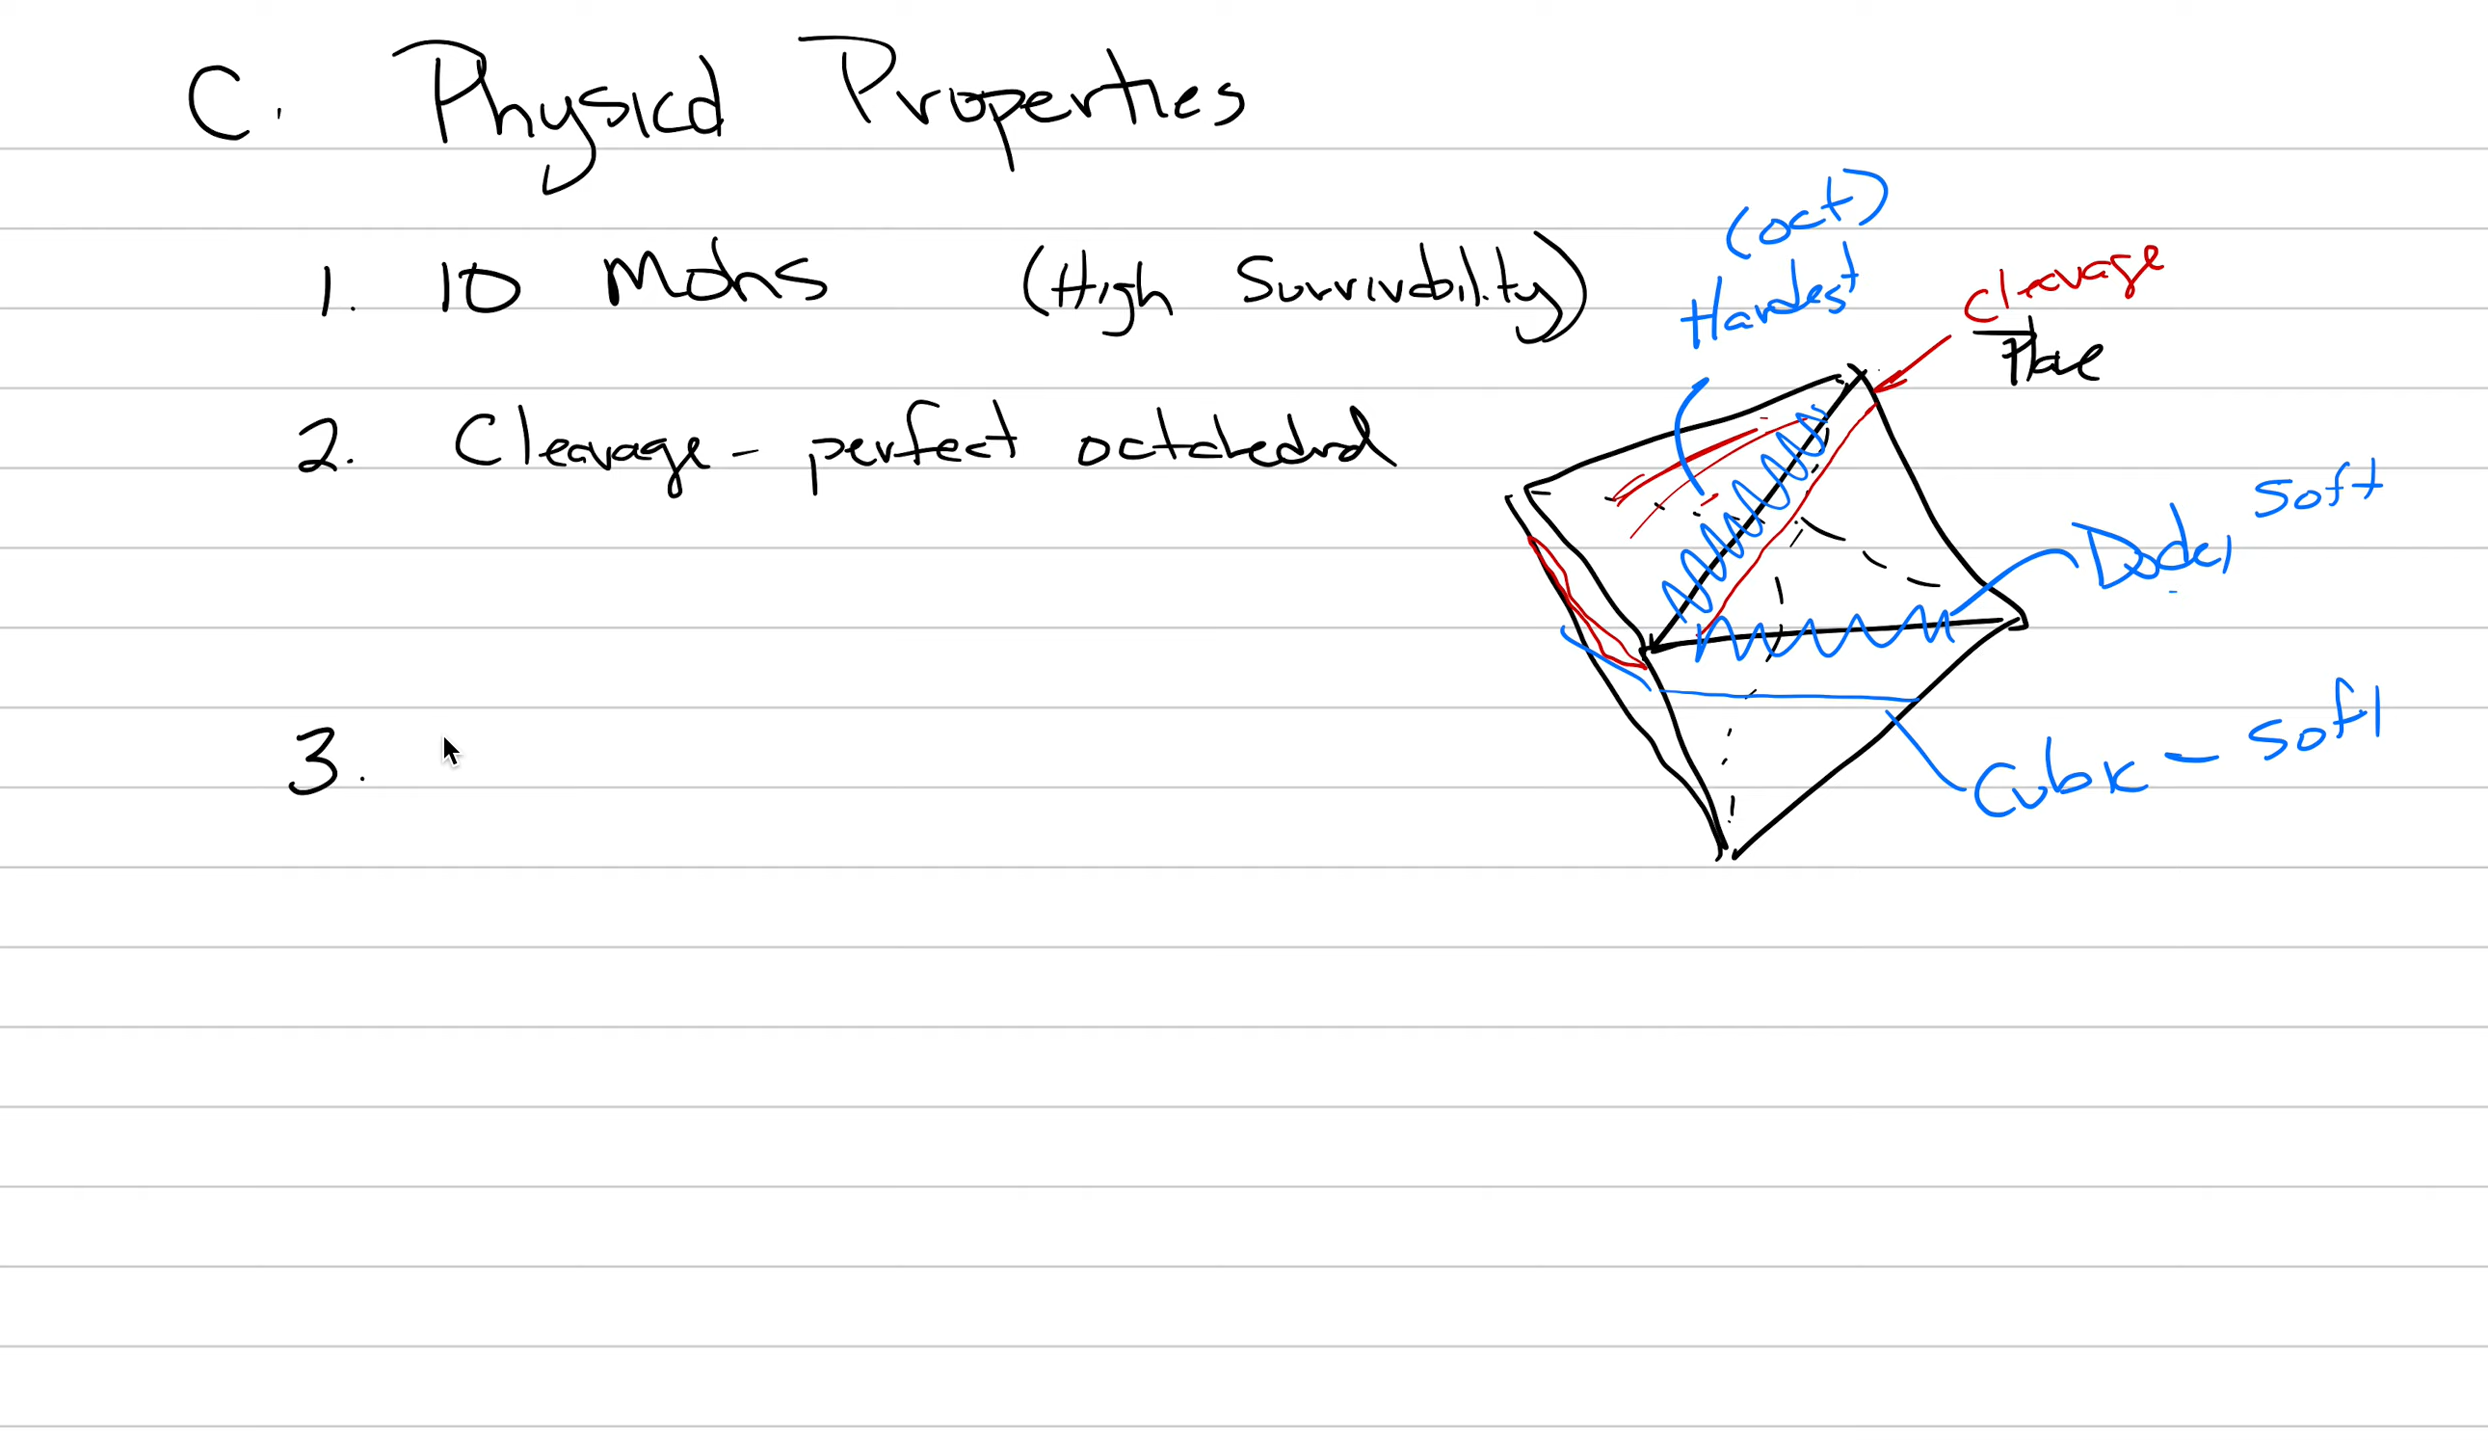 C. Physical Properties
1. 10 Mohs (High Survivability)
2. Cleavage - perfect octahedral
3.
(oct)
Hardest
Cleavage
Plane
Soft
Dodec
Cubic - Soft